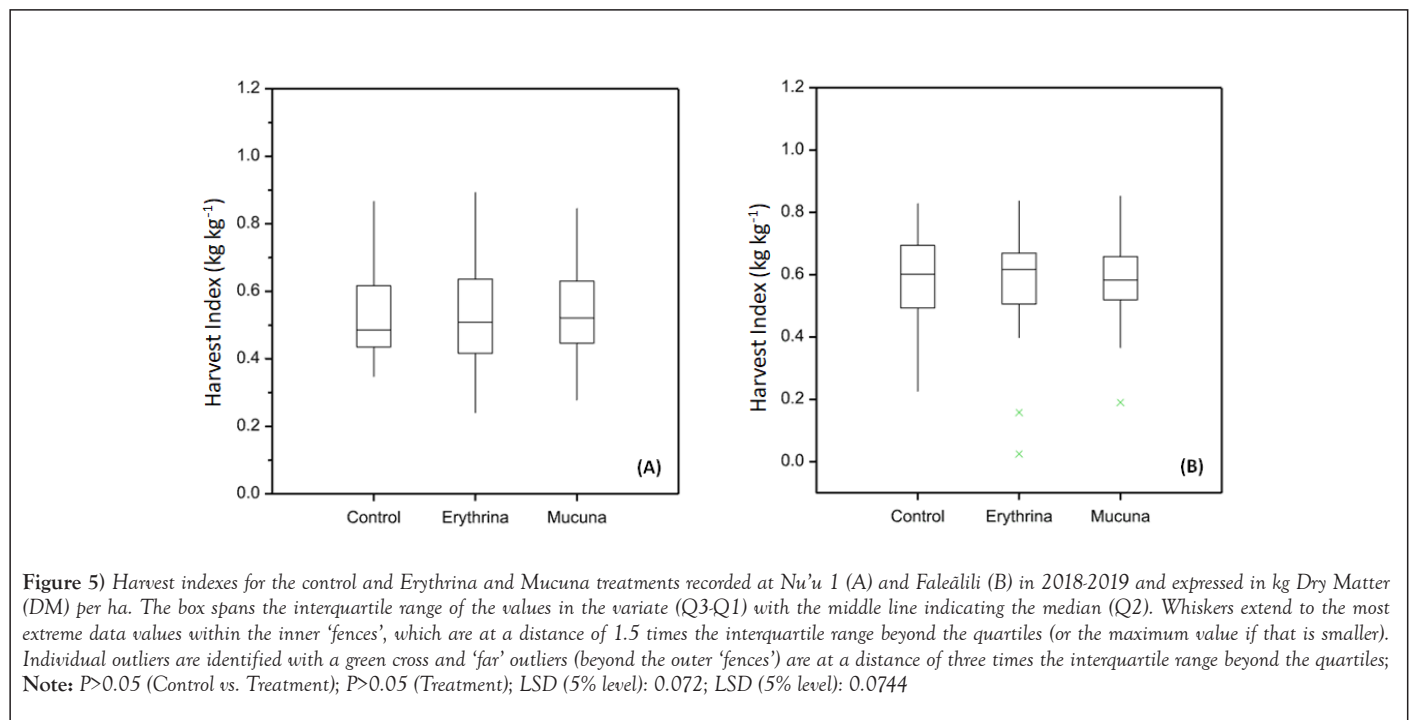 1.2
1.0
0.8
0.6
0.4
0.2
0.0
Harvest Index (kg kg⁻¹)
Control Erythrina Mucuna
(A)
1.2
1.0
0.8
0.6
0.4
0.2
0.0
Harvest Index (kg kg⁻¹)
Control Erythrina Mucuna
(B)
Figure 5) Harvest indexes for the control and Erythrina and Mucuna treatments recorded at Nu'u 1 (A) and Faleālili (B) in 2018-2019 and expressed in kg Dry Matter
(DM) per ha. The box spans the interquartile range of the values in the variate (Q3-Q1) with the middle line indicating the median (Q2). Whiskers extend to the most
extreme data values within the inner 'fences', which are at a distance of 1.5 times the interquartile range beyond the quartiles (or the maximum value if that is smaller).
Individual outliers are identified with a green cross and 'far' outliers (beyond the outer 'fences') are at a distance of three times the interquartile range beyond the quartiles;
Note: P>0.05 (Control vs. Treatment); P>0.05 (Treatment); LSD (5% level): 0.072; LSD (5% level): 0.0744